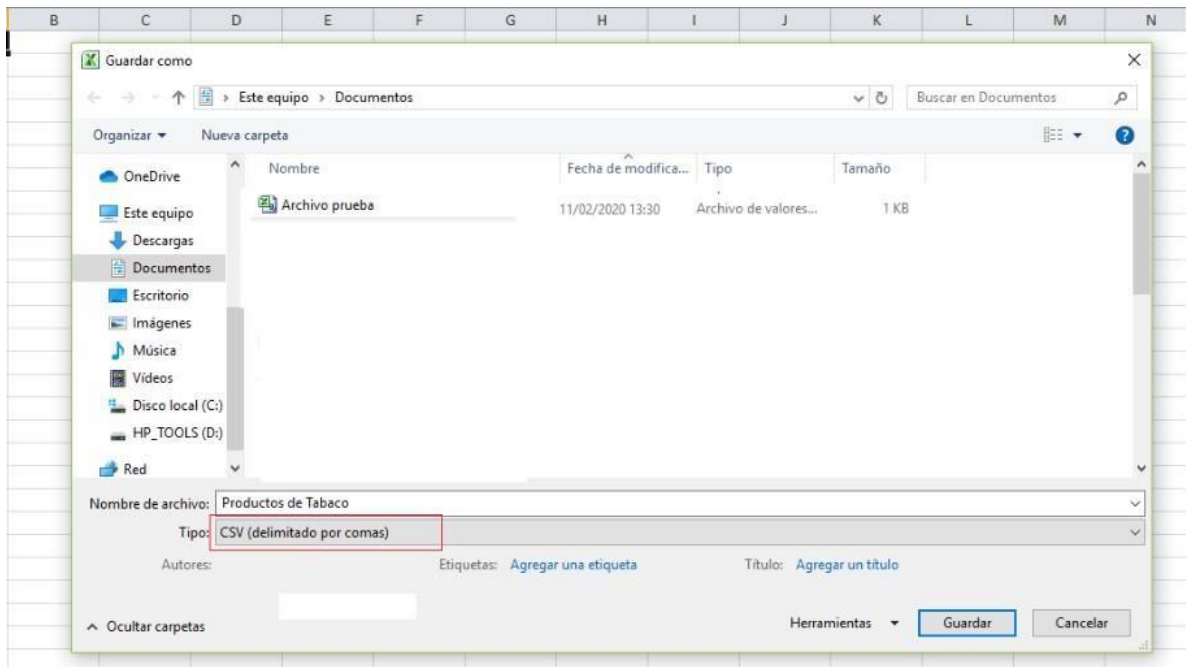 B C D E F G H I J K L M N
Guardar como
Este equipo > Documentos Buscar en Documentos
Organizar Nueva carpeta
OneDrive
Este equipo
Descargas
Documentos
Escritorio
Imágenes
Música
Vídeos
Disco local (C:)
HP_TOOLS (D:)
Red
Nombre Fecha de modifica... Tipo Tamaño
Archivo prueba 11/02/2020 13:30 Archivo de valores... 1 KB
Nombre de archivo: Productos de Tabaco
Tipo: CSV (delimitado por comas)
Autores: Etiquetas: Agregar una etiqueta Título: Agregar un título
Ocultar carpetas Herramientas Guardar Cancelar